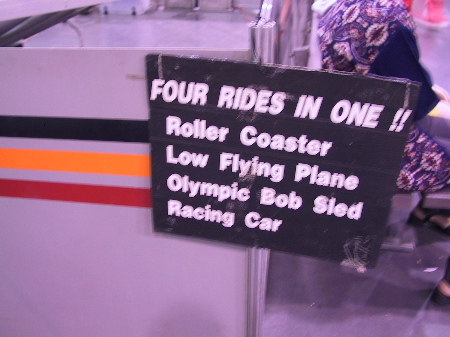 FOUR RIDES IN ONE !!
Roller Coaster
Low Flying Plane
Olympic Bob Sled
Racing Car